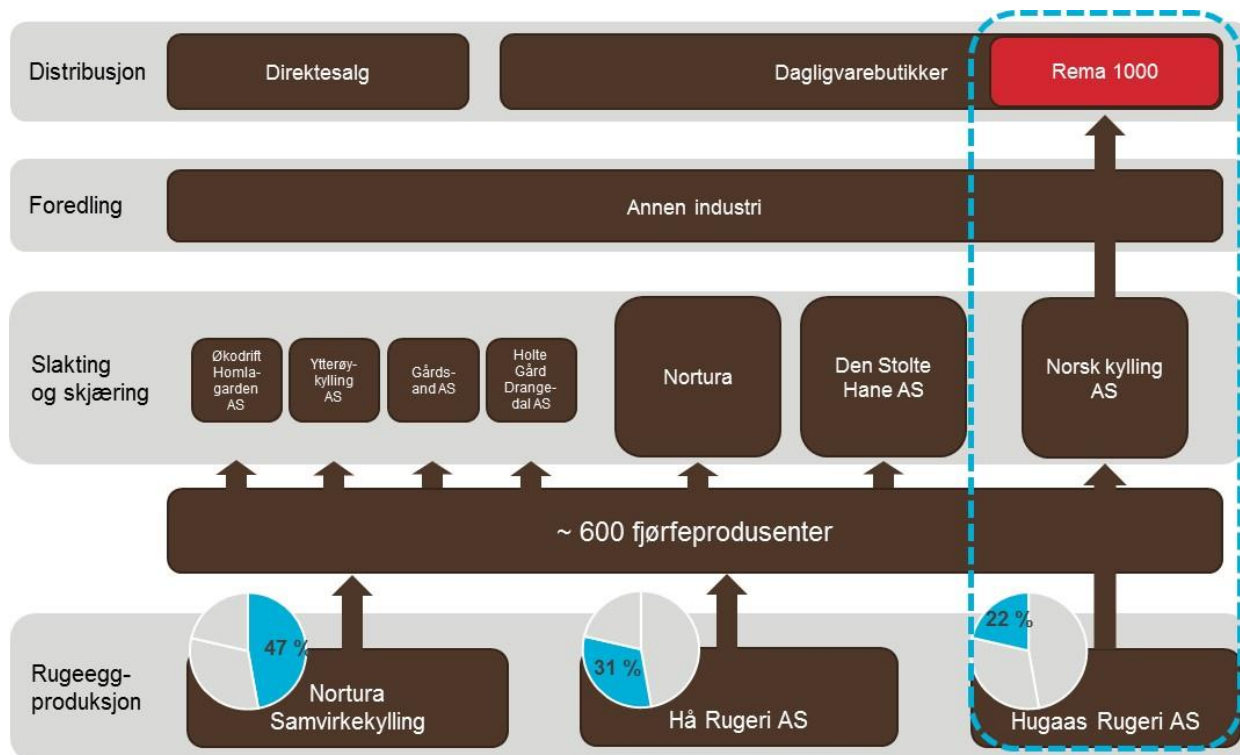 Distribusjon
Direktesalg
Dagligvarebutikker
Rema 1000
Foredling
Annen industri
Slakting
og skjæring
Økodrift
Homla-
garden
AS
Ytterøy-
kylling
AS
Gårds-
and AS
Holte
Gård
Drange-
dal AS
Nortura
Den Stolte
Hane AS
Norsk kylling
AS
~ 600 fjørfeprodusenter
Rugeegg-
produksjon
47 %
Nortura
Samvirkekylling
31 %
Hå Rugeri AS
22 %
Hugaas Rugeri AS